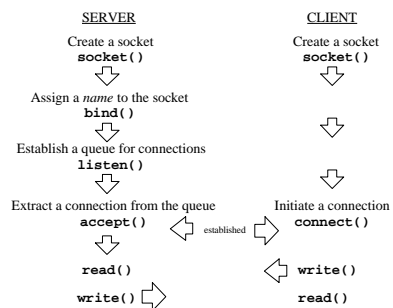 SERVER
CLIENT
Create a socket
socket()
Create a socket
socket()
Assign a name to the socket
bind()
Establish a queue for connections
listen()
Extract a connection from the queue
accept()
established
Initiate a connection
connect()
read()
write()
write()
read()